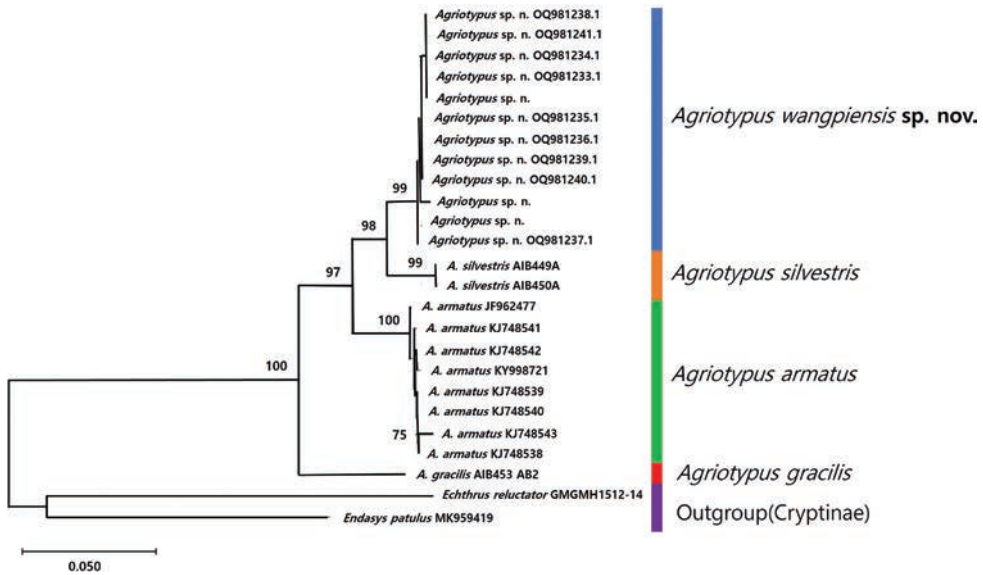 Agriotypus sp. n. OQ981238.1
Agriotypus sp. n. OQ981241.1
Agriotypus sp. n. OQ981234.1
Agriotypus sp. n. OQ981233.1
Agriotypus sp. n.
Agriotypus sp. n. OQ981235.1
Agriotypus sp. n. OQ981236.1
Agriotypus sp. n. OQ981239.1
Agriotypus sp. n. OQ981240.1
Agriotypus sp. n.
Agriotypus sp. n.
Agriotypus sp. n. OQ981237.1
A. silvestris AIB449A
A. silvestris AIB450A
A. armatus JF962477
A. armatus KJ748541
A. armatus KJ748542
A. armatus KY998721
A. armatus KJ748539
A. armatus KJ748540
A. armatus KJ748543
A. armatus KJ748538
A. gracilis AIB453 AB2
Echthrus reluctator GMGMH1512-14
Endasys patulus MK959419
99
98
99
97
100
100
75
0.050
Agriotypus wangpiensis sp. nov.
Agriotypus silvestris
Agriotypus armatus
Agriotypus gracilis
Outgroup(Cryptinae)